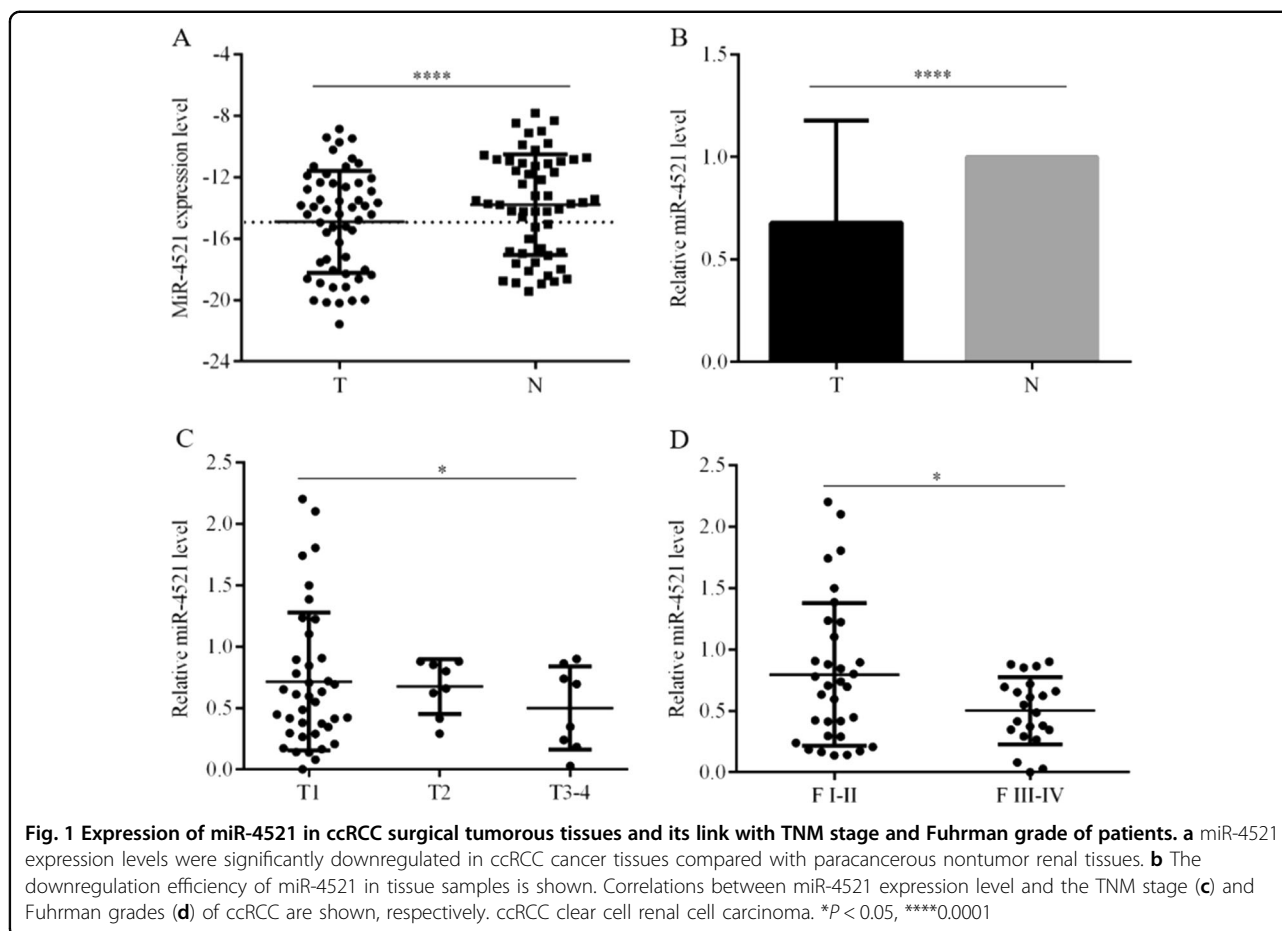 A
MiR-4521 expression level
-4
-8
-12
-16
-20
-24
****
T
N
B
Relative miR-4521 level
1.5
1.0
0.5
0.0
****
T
N
C
Relative miR-4521 level
2.5
2.0
1.5
1.0
0.5
0.0
*
T1
T2
T3-4
D
Relative miR-4521 level
2.5
2.0
1.5
1.0
0.5
0.0
*
F I-II
F III-IV
Fig. 1 Expression of miR-4521 in ccRCC surgical tumorous tissues and its link with TNM stage and Fuhrman grade of patients. a miR-4521
expression levels were significantly downregulated in ccRCC cancer tissues compared with paracancerous nontumor renal tissues. b The
downregulation efficiency of miR-4521 in tissue samples is shown. Correlations between miR-4521 expression level and the TNM stage (c) and
Fuhrman grades (d) of ccRCC are shown, respectively. ccRCC clear cell renal cell carcinoma. *P < 0.05, ****0.0001